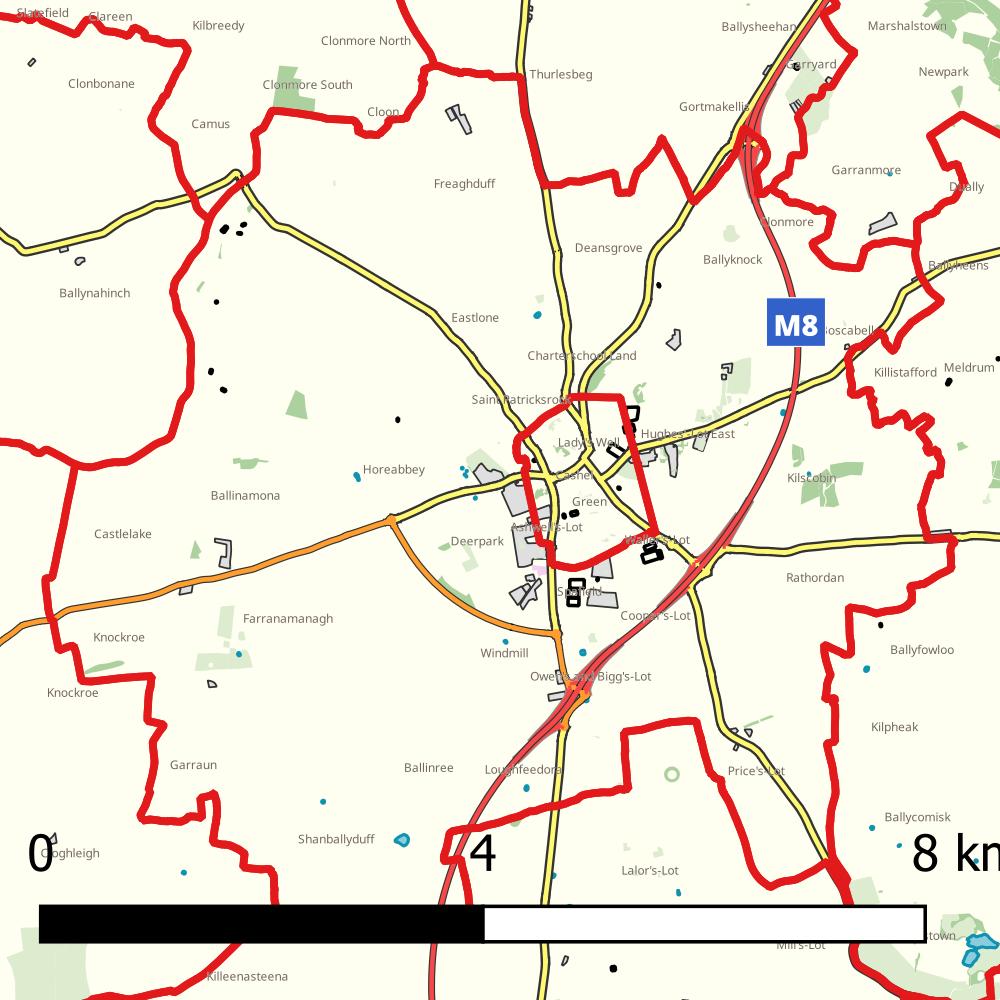 Slatefield
Clareen
Kilbreedy
Ballysheehan
Marshalstown
Clonmore North
Garryard
Newpark
Thurlesbeg
Clonbonane
Clonmore South
Gortmakellis
Cloon
Camus
Garranmore
Freaghduff
Dually
Clonmore
Deansgrove
Ballyknock
Ballyheens
Ballynahinch
M8
Eastlone
Boscabell
Charterschool Land
Meldrum
Killistafford
Saint Patricksrock
Lady's Well
Hughes'-Lot East
Horeabbey
Cashel
Kilscobin
Ballinamona
Green
Castlelake
Ashwell's-Lot
Deerpark
Waller's-Lot
Rathordan
Spafield
Farranamanagh
Cooper's-Lot
Knockroe
Windmill
Ballyfowloo
Owen's and Bigg's-Lot
Knockroe
Kilpheak
Garraun
Ballinree
Loughfeedora
Price's-Lot
Ballycomisk
Shanballyduff
Cloghleigh
0
4
8 km
Lalor's-Lot
Mill's-Lot
Killeenasteena